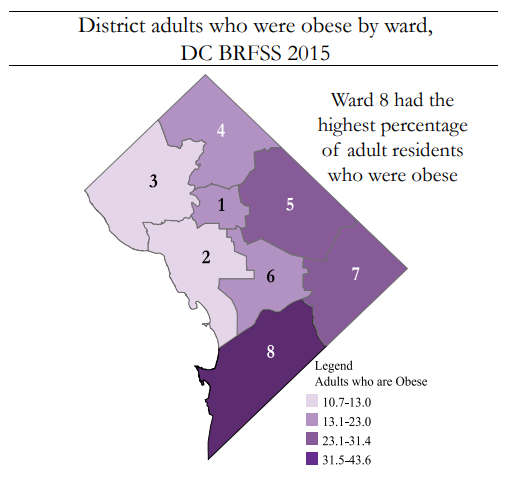 District adults who were obese by ward,
DC BRFSS 2015
Ward 8 had the
highest percentage
of adult residents
who were obese
4
3
1
5
2
6
7
8
Legend
Adults who are Obese
10.7-13.0
13.1-23.0
23.1-31.4
31.5-43.6